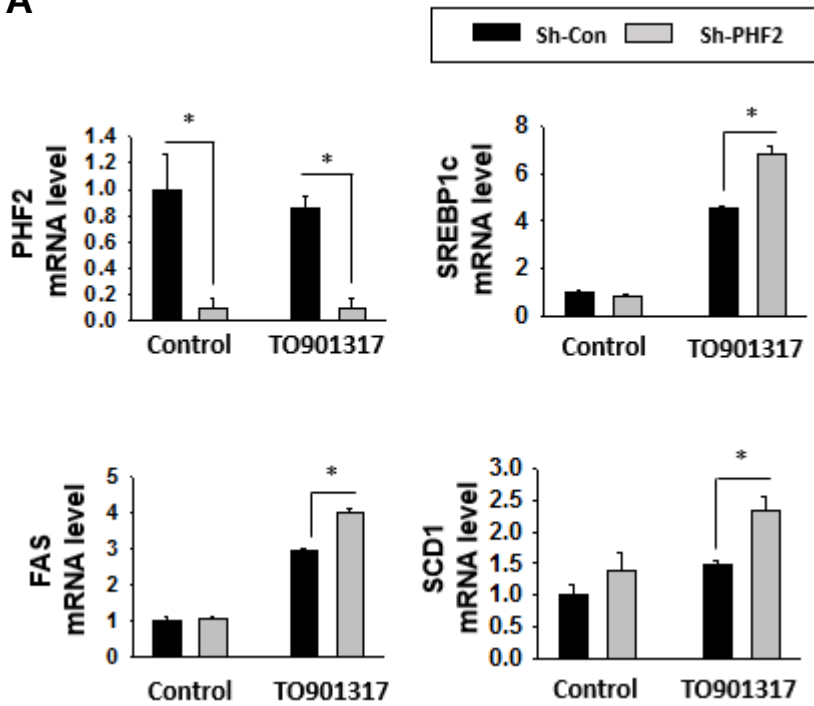 A
Sh-Con Sh-PHF2
PHF2
mRNA level
1.4
1.2
1.0
0.8
0.6
0.4
0.2
0.0
*
*
Control TO901317
SREBP1c
mRNA level
8
6
4
2
0
*
Control TO901317
FAS
mRNA level
5
4
3
2
1
0
*
Control TO901317
SCD1
mRNA level
3.0
2.5
2.0
1.5
1.0
0.5
0.0
*
Control TO901317